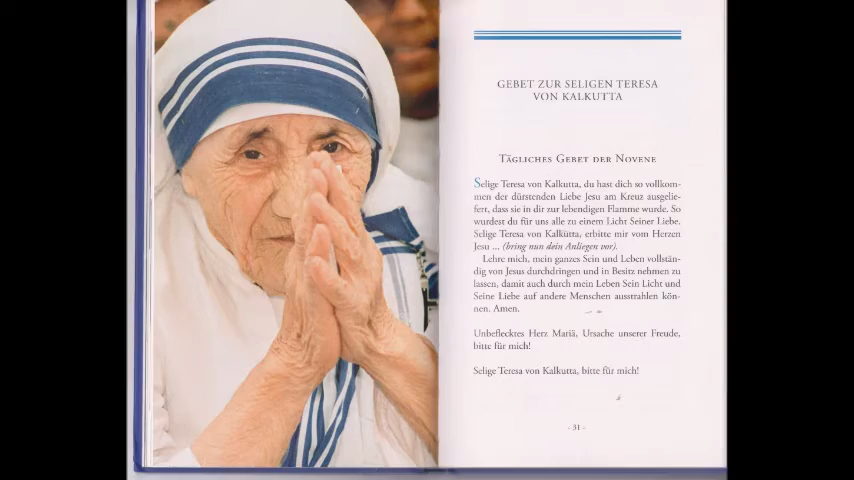 GEBET ZUR SELIGEN TERESA
VON KALKUTTA
TÄGLICHES GEBET DER NOVENE
Selige Teresa von Kalkutta, du hast dich so vollkom-
men der dürstenden Liebe Jesu am Kreuz ausgelie-
fert, dass sie in dir zur lebendigen Flamme wurde. So
wurdest du für uns alle zu einem Licht Seiner Liebe.
Selige Teresa von Kalkutta, erbitte mir vom Herzen
Jesu ... (bring nun dein Anliegen vor).
Lehre mich, mein ganzes Sein und Leben vollstän-
dig von Jesus durchdringen und in Besitz nehmen zu
lassen, damit auch durch mein Leben Sein Licht und
Seine Liebe auf andere Menschen ausstrahlen kön-
nen. Amen.
Unbeflecktes Herz Mariä, Ursache unserer Freude,
bitte für mich!
Selige Teresa von Kalkutta, bitte für mich!
- 31 -